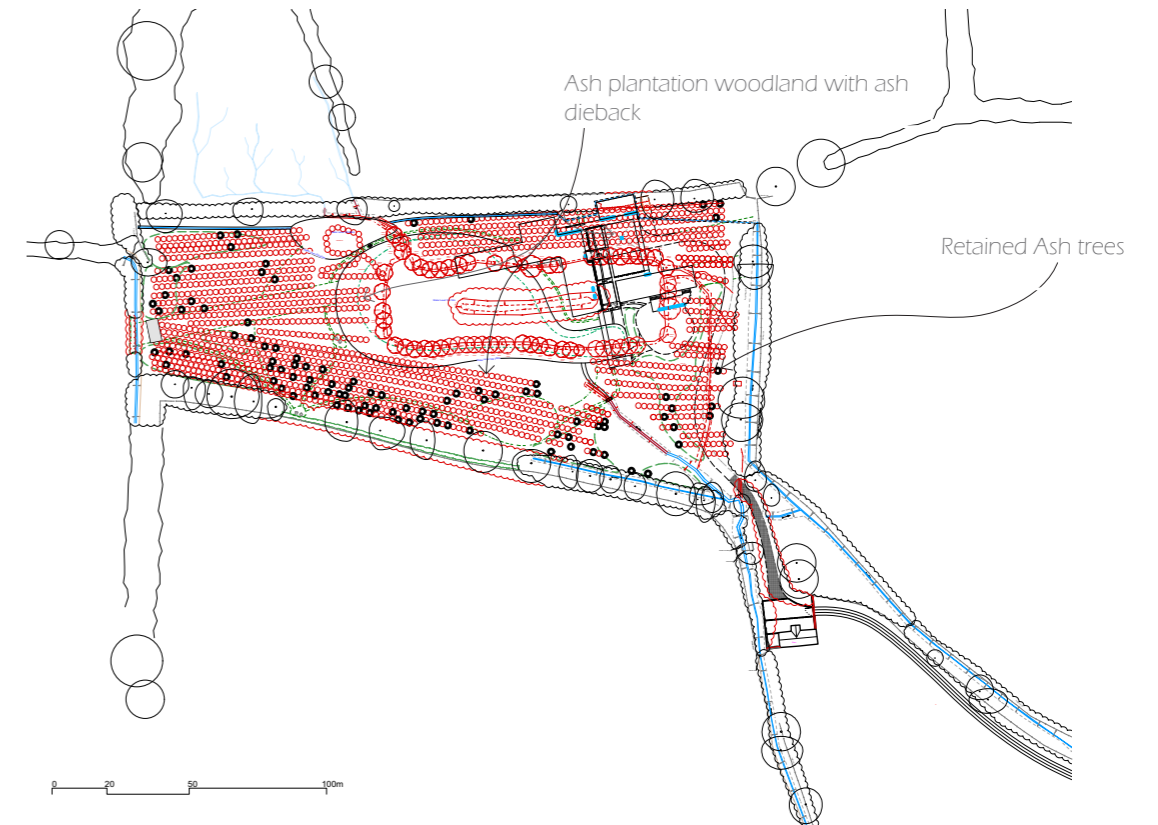 Ash plantation woodland with ash
dieback
Retained Ash trees
0 20 50 100m